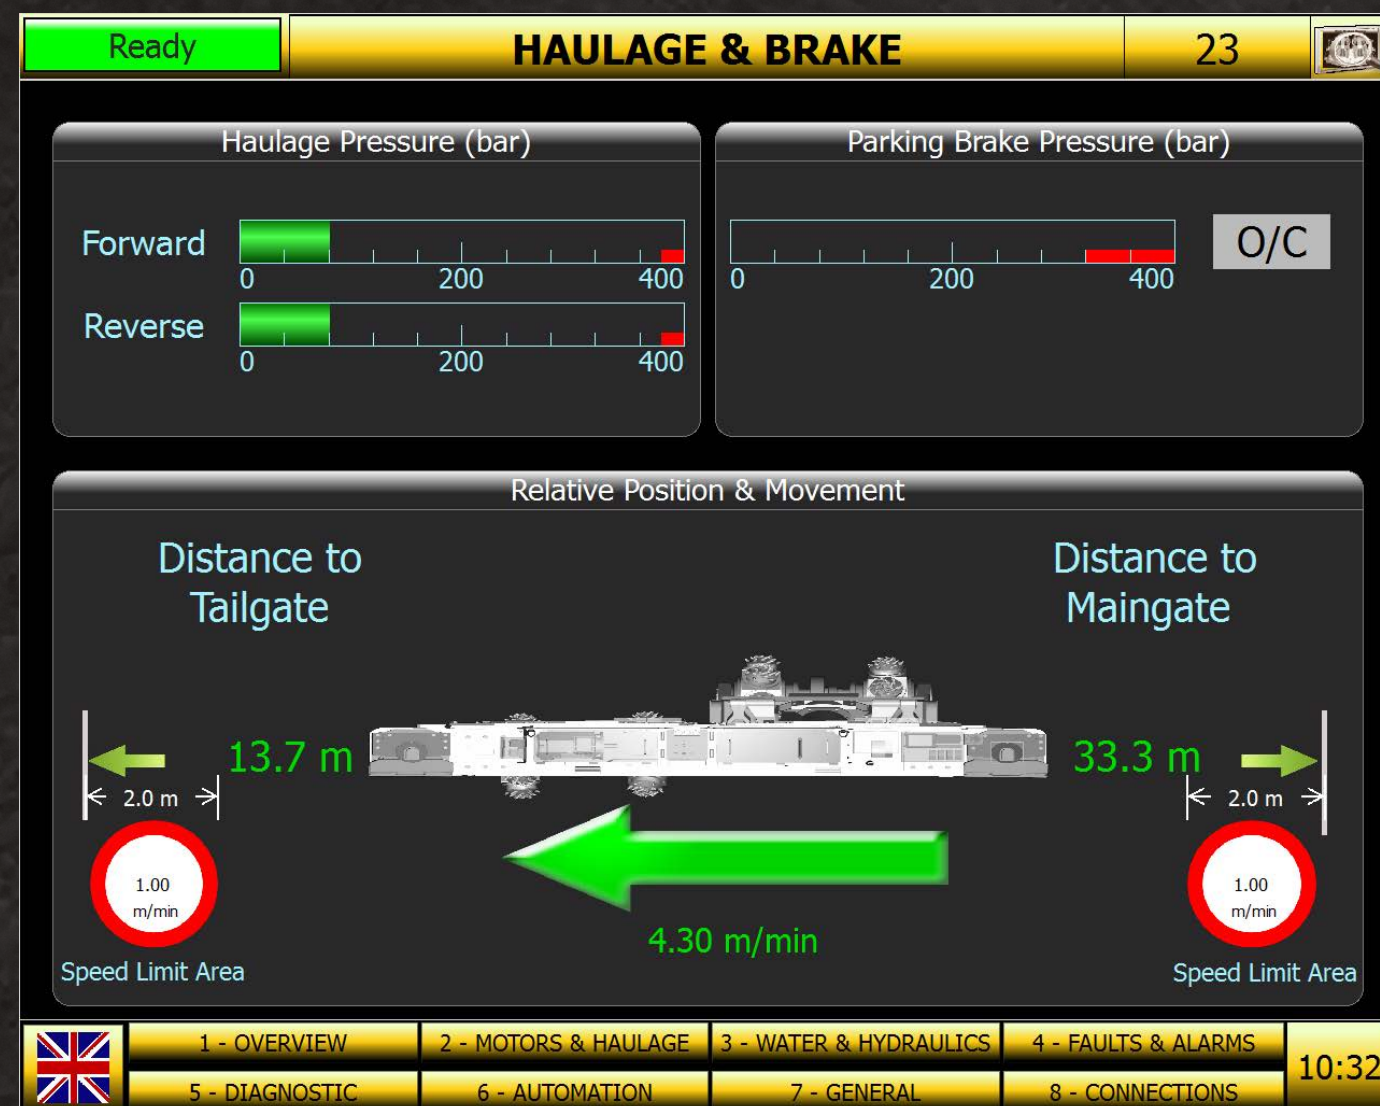 Ready
HAULAGE & BRAKE
23
Haulage Pressure (bar)
Parking Brake Pressure (bar)
Forward
0 200 400
O/C
0 200 400
Reverse
0 200 400
Relative Position & Movement
Distance to
Tailgate
Distance to
Maingate
13.7 m
33.3 m
2.0 m
2.0 m
1.00
m/min
1.00
m/min
4.30 m/min
Speed Limit Area
Speed Limit Area
1 - OVERVIEW
2 - MOTORS & HAULAGE
3 - WATER & HYDRAULICS
4 - FAULTS & ALARMS
10:32
5 - DIAGNOSTIC
6 - AUTOMATION
7 - GENERAL
8 - CONNECTIONS